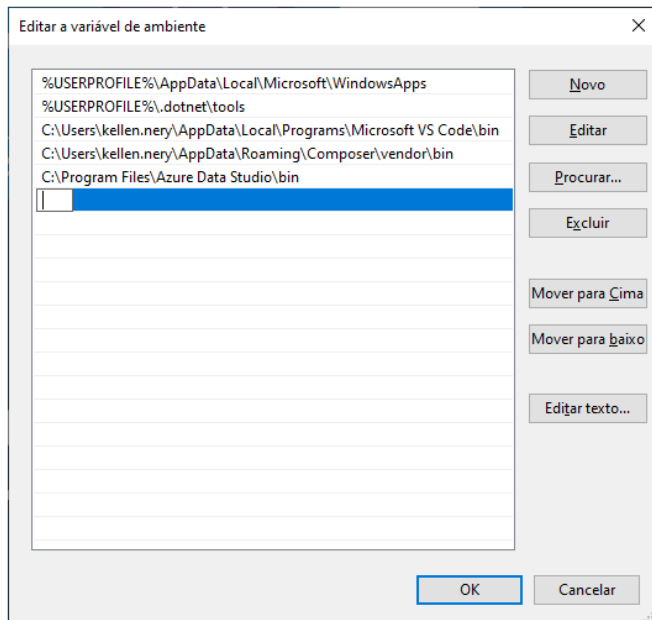 Editar a variável de ambiente
%USERPROFILE%\AppData\Local\Microsoft\WindowsApps
%USERPROFILE%\.dotnet\tools
C:\Users\kellen.nery\AppData\Local\Programs\Microsoft VS Code\bin
C:\Users\kellen.nery\AppData\Roaming\Composer\vendor\bin
C:\Program Files\Azure Data Studio\bin
Novo
Editar
Procurar...
Excluir
Mover para Cima
Mover para baixo
Editar texto...
OK
Cancelar